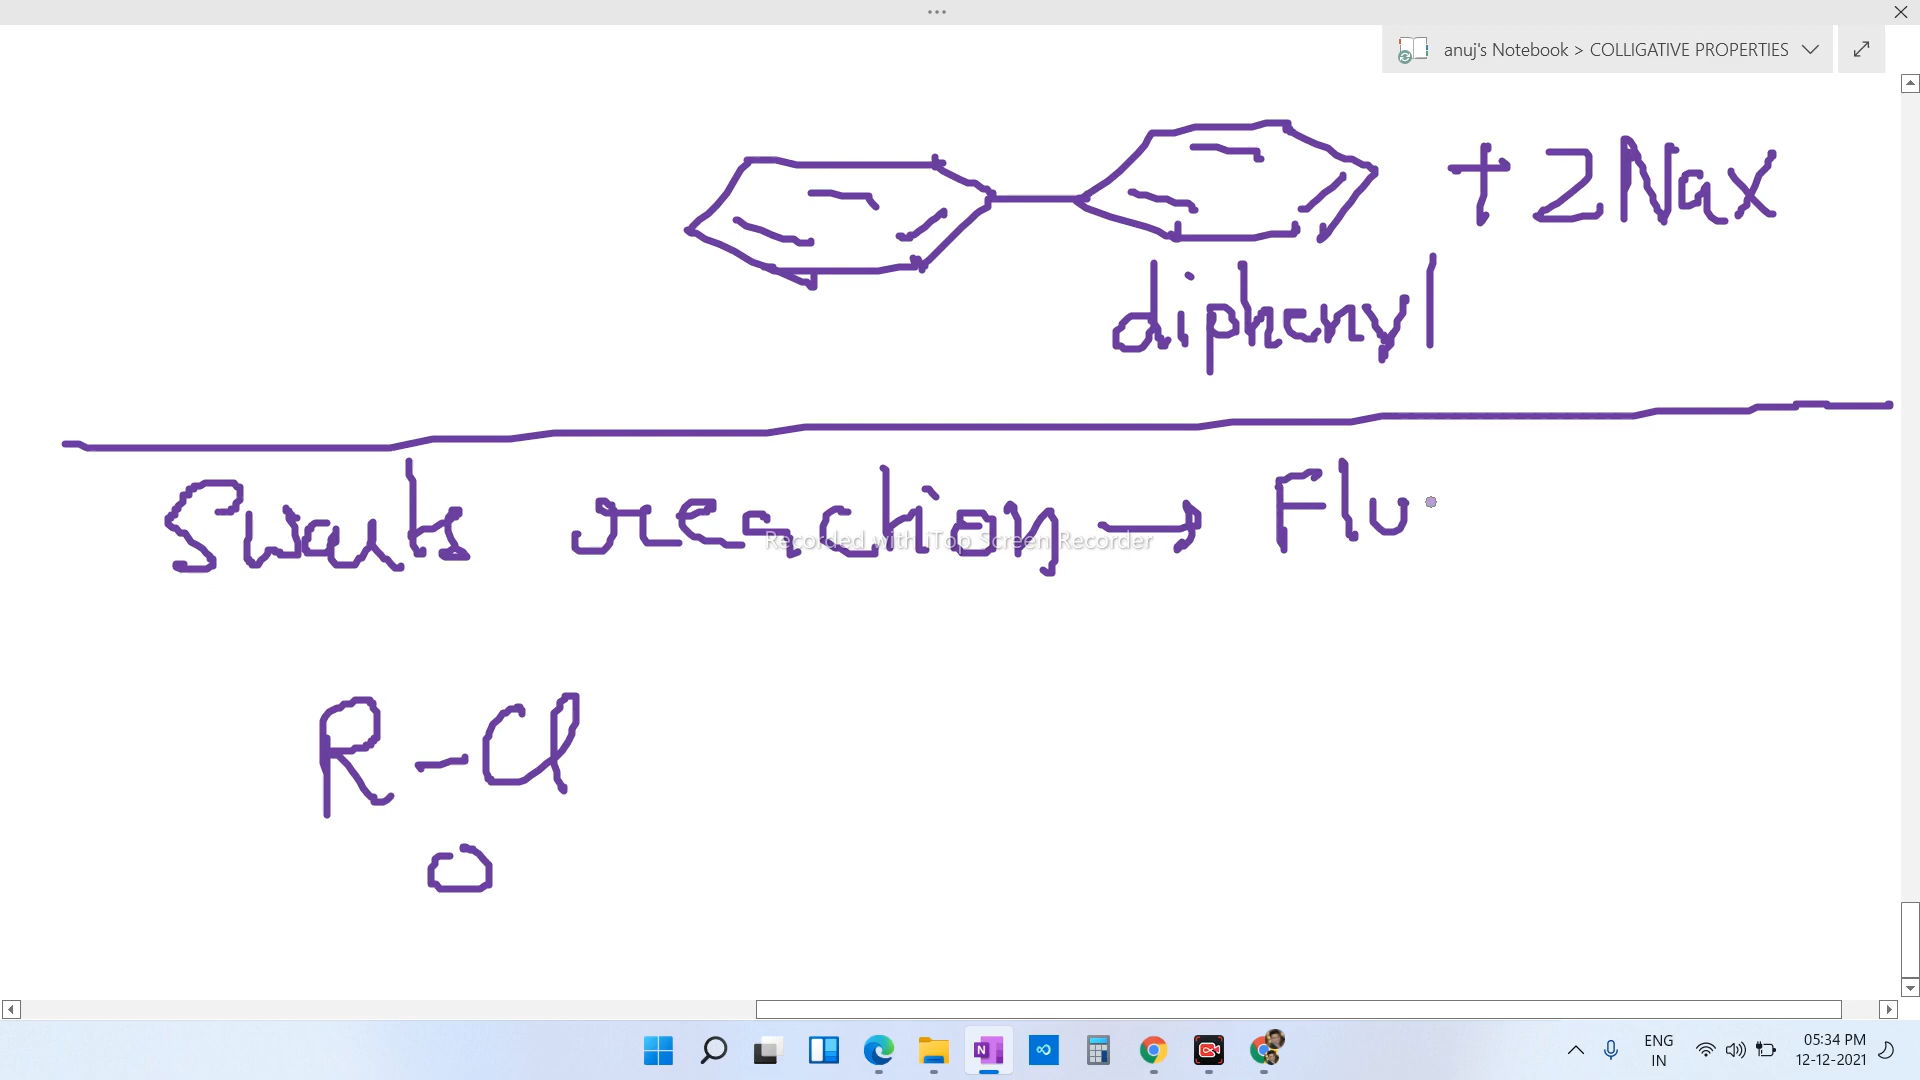 anuj's Notebook > COLLIGATIVE PROPERTIES
+ 2Nax
diphenyl
Swarts reaction → Flu
Recorded with iTop Screen Recorder
R-Cl
O
ENG
IN
05:34 PM
12-12-2021